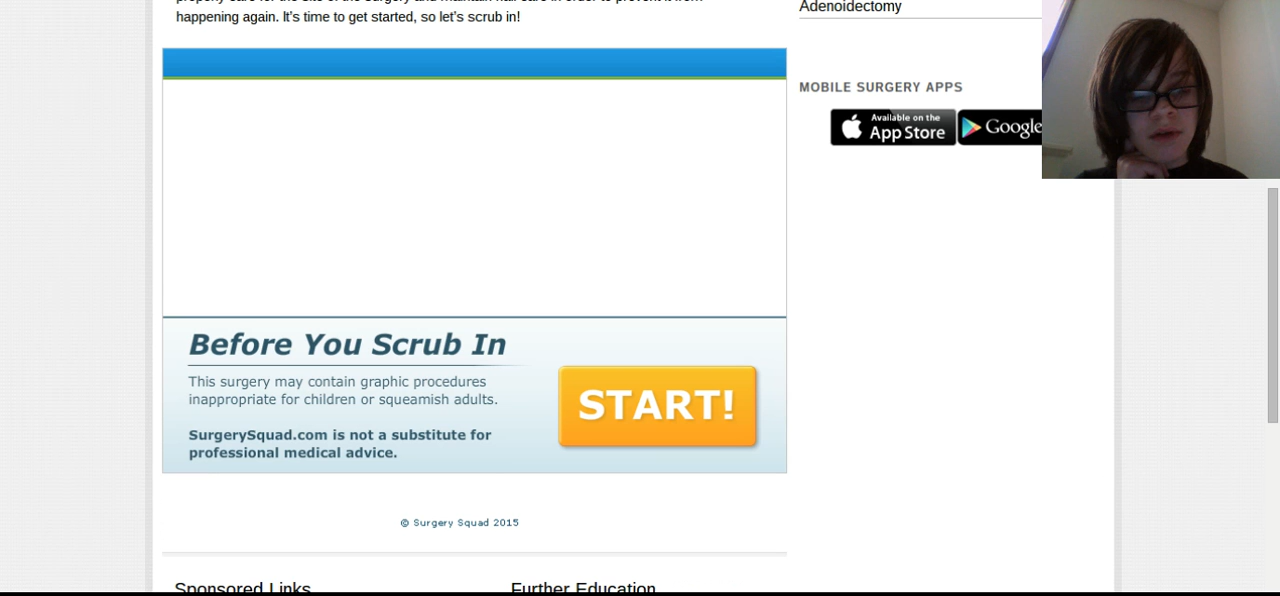 happening again. It's time to get started, so let's scrub in!
Adenoidectomy
MOBILE SURGERY APPS
Available on the
App Store
Google
Before You Scrub In
This surgery may contain graphic procedures
inappropriate for children or squeamish adults.
SurgerySquad.com is not a substitute for
professional medical advice.
START!
© Surgery Squad 2015
Sponsored Links
Further Education